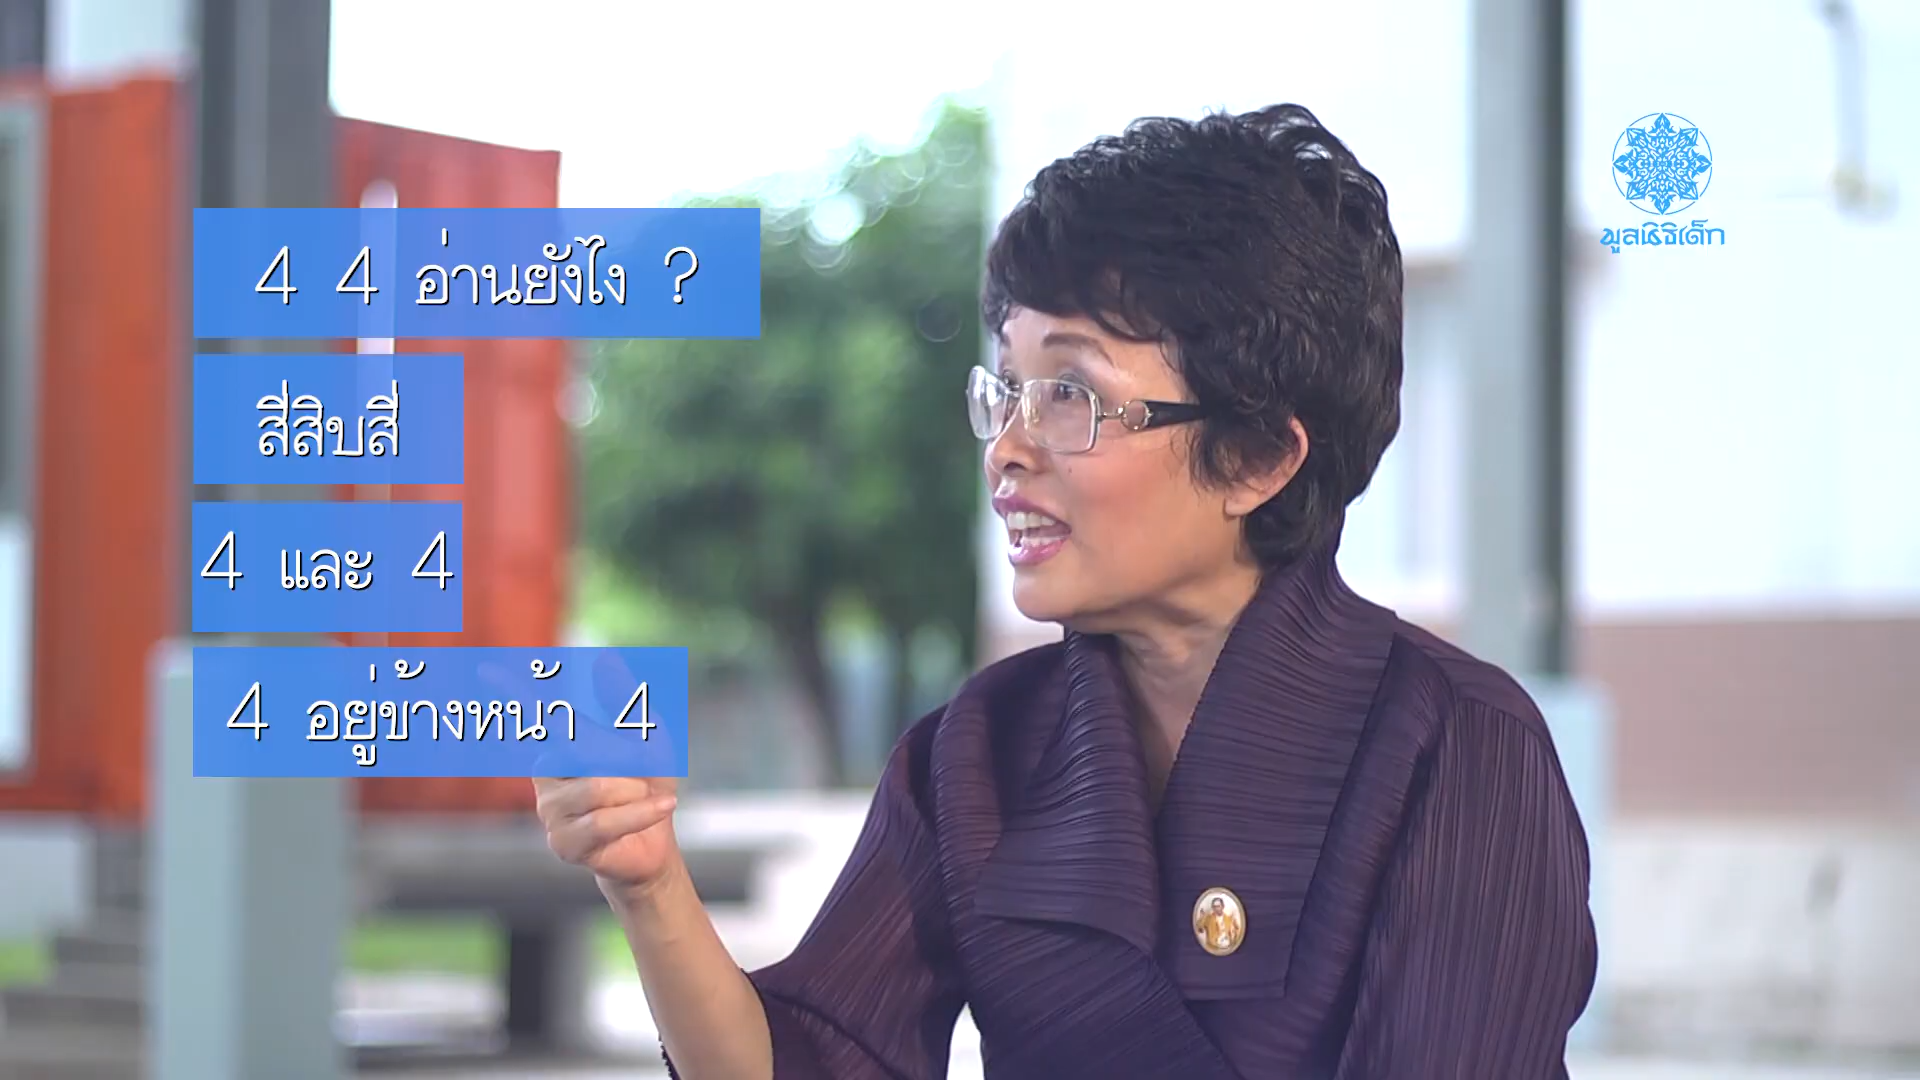 4 4 อ่านยังไง ?
สี่สิบสี่
4 และ 4
4 อยู่ข้างหน้า 4
มูลนิธิเด็ก